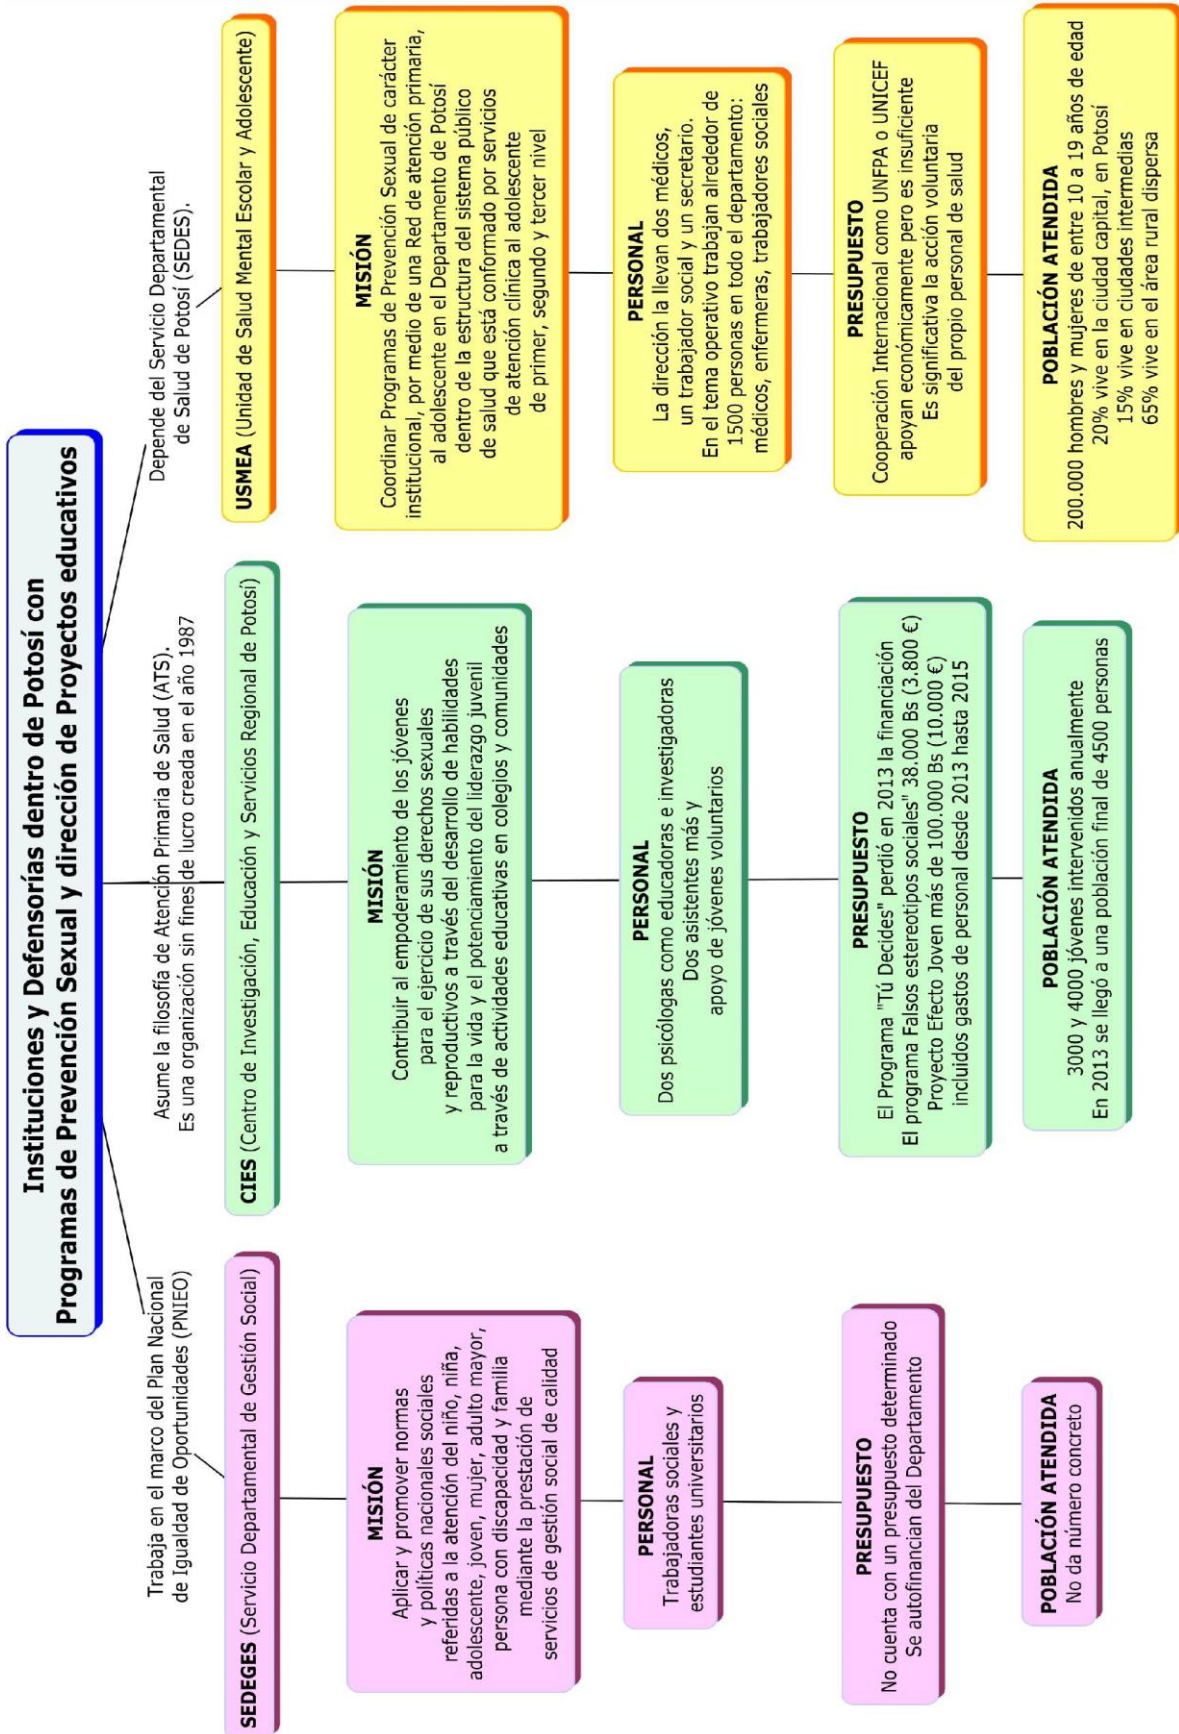 Instituciones y Defensorías dentro de Potosí con
Programas de Prevención Sexual y dirección de Proyectos educativos
Trabaja en el marco del Plan Nacional
de Igualdad de Oportunidades (PNIEO)
SEDEGES (Servicio Departamental de Gestión Social)
MISIÓN
Aplicar y promover normas
y políticas nacionales sociales
referidas a la atención del niño, niña,
adolescente, joven, mujer, adulto mayor,
persona con discapacidad y familia
mediante la prestación de
servicios de gestión social de calidad
PERSONAL
Trabajadoras sociales y
estudiantes universitarios
PRESUPUESTO
No cuenta con un presupuesto determinado
Se autofinancian del Departamento
POBLACIÓN ATENDIDA
No da número concreto
Asume la filosofía de Atención Primaria de Salud (ATS).
Es una organización sin fines de lucro creada en el año 1987
CIES (Centro de Investigación, Educación y Servicios Regional de Potosí)
MISIÓN
Contribuir al empoderamiento de los jóvenes
para el ejercicio de sus derechos sexuales
y reproductivos a través del desarrollo de habilidades
para la vida y el potenciamiento del liderazgo juvenil
a través de actividades educativas en colegios y comunidades
PERSONAL
Dos psicólogas como educadoras e investigadoras
Dos asistentes más y
apoyo de jóvenes voluntarios
PRESUPUESTO
El Programa "Tú Decides" perdió en 2013 la financiación
El programa Falsos estereotipos sociales" 38.000 Bs (3.800 €)
Proyecto Efecto Joven más de 100.000 Bs (10.000 €)
incluidos gastos de personal desde 2013 hasta 2015
POBLACIÓN ATENDIDA
3000 y 4000 jóvenes intervenidos anualmente
En 2013 se llegó a una población final de 4500 personas
Depende del Servicio Departamental
de Salud de Potosí (SEDES).
USMEA (Unidad de Salud Mental Escolar y Adolescente)
MISIÓN
Coordinar Programas de Prevención Sexual de carácter
institucional, por medio de una Red de atención primaria,
al adolescente en el Departamento de Potosí
dentro de la estructura del sistema público
de salud que está conformado por servicios
de atención clínica al adolescente
de primer, segundo y tercer nivel
PERSONAL
La dirección la llevan dos médicos,
un trabajador social y un secretario.
En el tema operativo trabajan alrededor de
1500 personas en todo el departamento:
médicos, enfermeras, trabajadores sociales
PRESUPUESTO
Cooperación Internacional como UNFPA o UNICEF
apoyan económicamente pero es insuficiente
Es significativa la acción voluntaria
del propio personal de salud
POBLACIÓN ATENDIDA
200.000 hombres y mujeres de entre 10 a 19 años de edad
20% vive en la ciudad capital, en Potosí
15% vive en ciudades intermedias
65% vive en el área rural dispersa